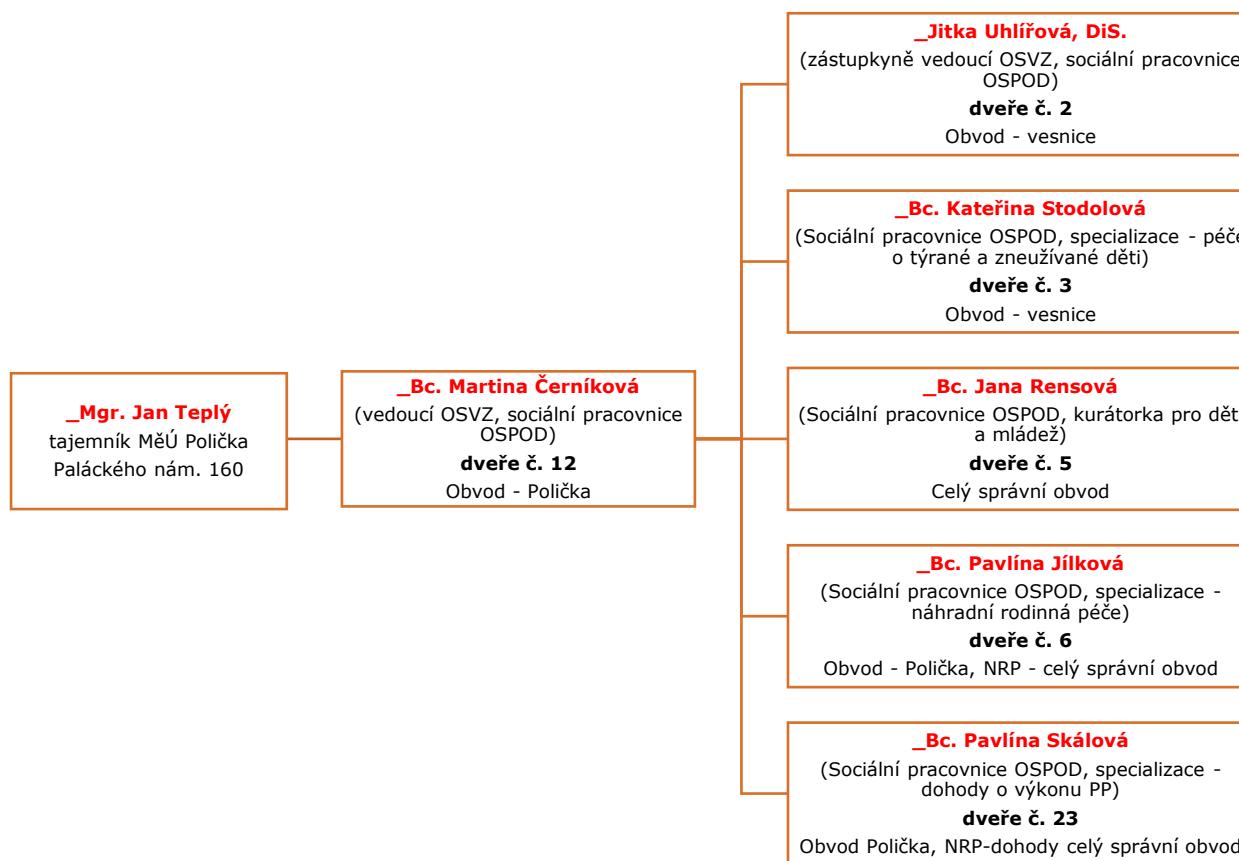 _Mgr. Jan Teplý
tajemník MěÚ Polička
Paláckého nám. 160
_Bc. Martina Černíková
(vedoucí OSVZ, sociální pracovnice
OSPOD)
dveře č. 12
Obvod - Polička
_Jitka Uhlířová, DiS.
(zástupkyně vedoucí OSVZ, sociální pracovnice
OSPOD)
dveře č. 2
Obvod - vesnice
_Bc. Kateřina Stodolová
(Sociální pracovnice OSPOD, specializace - péče
o týrané a zneužívané děti)
dveře č. 3
Obvod - vesnice
_Bc. Jana Rensová
(Sociální pracovnice OSPOD, kurátorka pro dět
a mládež)
dveře č. 5
Celý správní obvod
_Bc. Pavlína Jílková
(Sociální pracovnice OSPOD, specializace -
náhradní rodinná péče)
dveře č. 6
Obvod - Polička, NRP - celý správní obvod
_Bc. Pavlína Skálová
(Sociální pracovnice OSPOD, specializace -
dohody o výkonu PP)
dveře č. 23
Obvod Polička, NRP-dohody celý správní obvod